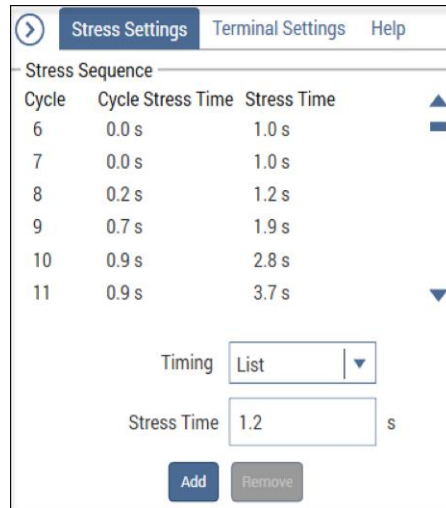 Stress Settings Terminal Settings Help
Stress Sequence
Cycle Cycle Stress Time Stress Time
6 0.0 s 1.0 s
7 0.0 s 1.0 s
8 0.2 s 1.2 s
9 0.7 s 1.9 s
10 0.9 s 2.8 s
11 0.9 s 3.7 s
Timing List
Stress Time 1.2 s
Add Remove